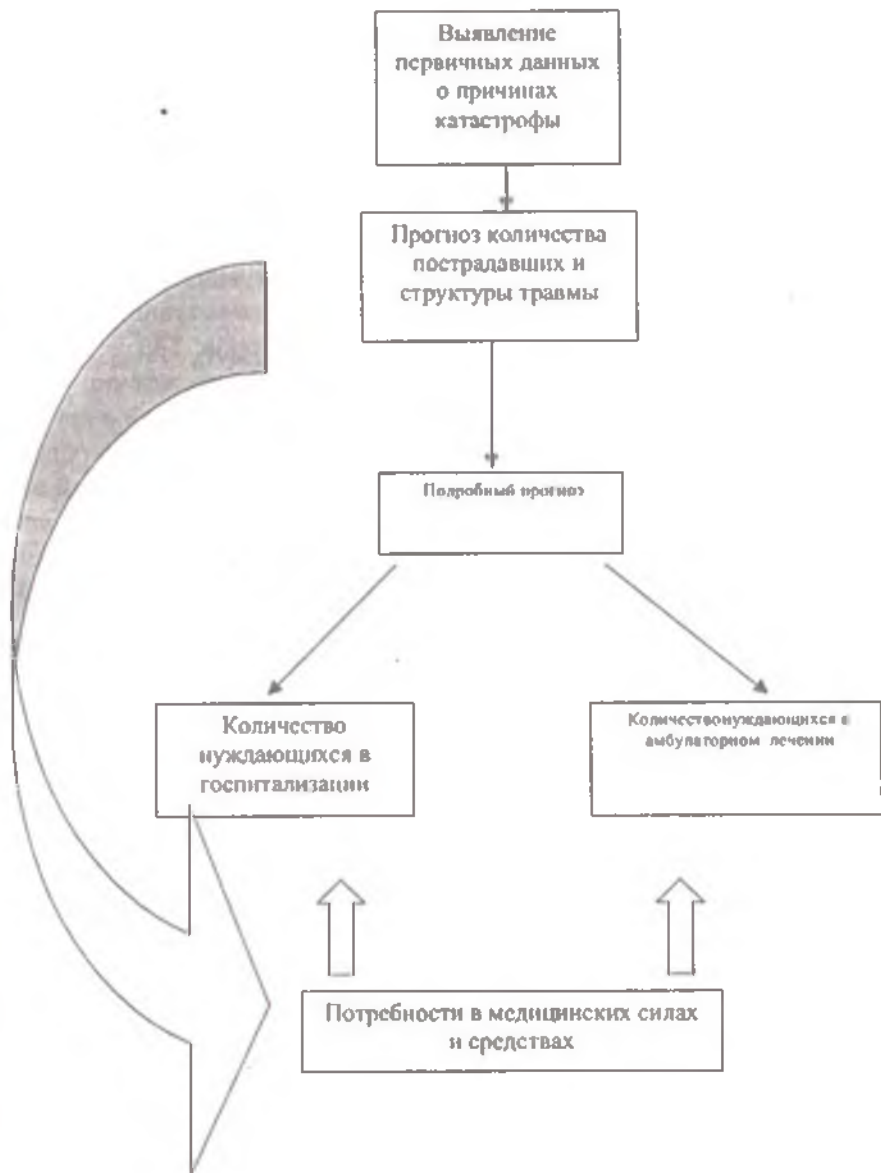 Выявление
первичных данных
о причинах
катастрофы
Прогноз количества
пострадавших и
структуры травмы
Подробный прогноз
Количество
нуждающихся в
госпитализации
Количествонуждающихся в
амбулаторном лечении
Потребности в медицинских силах
и средствах